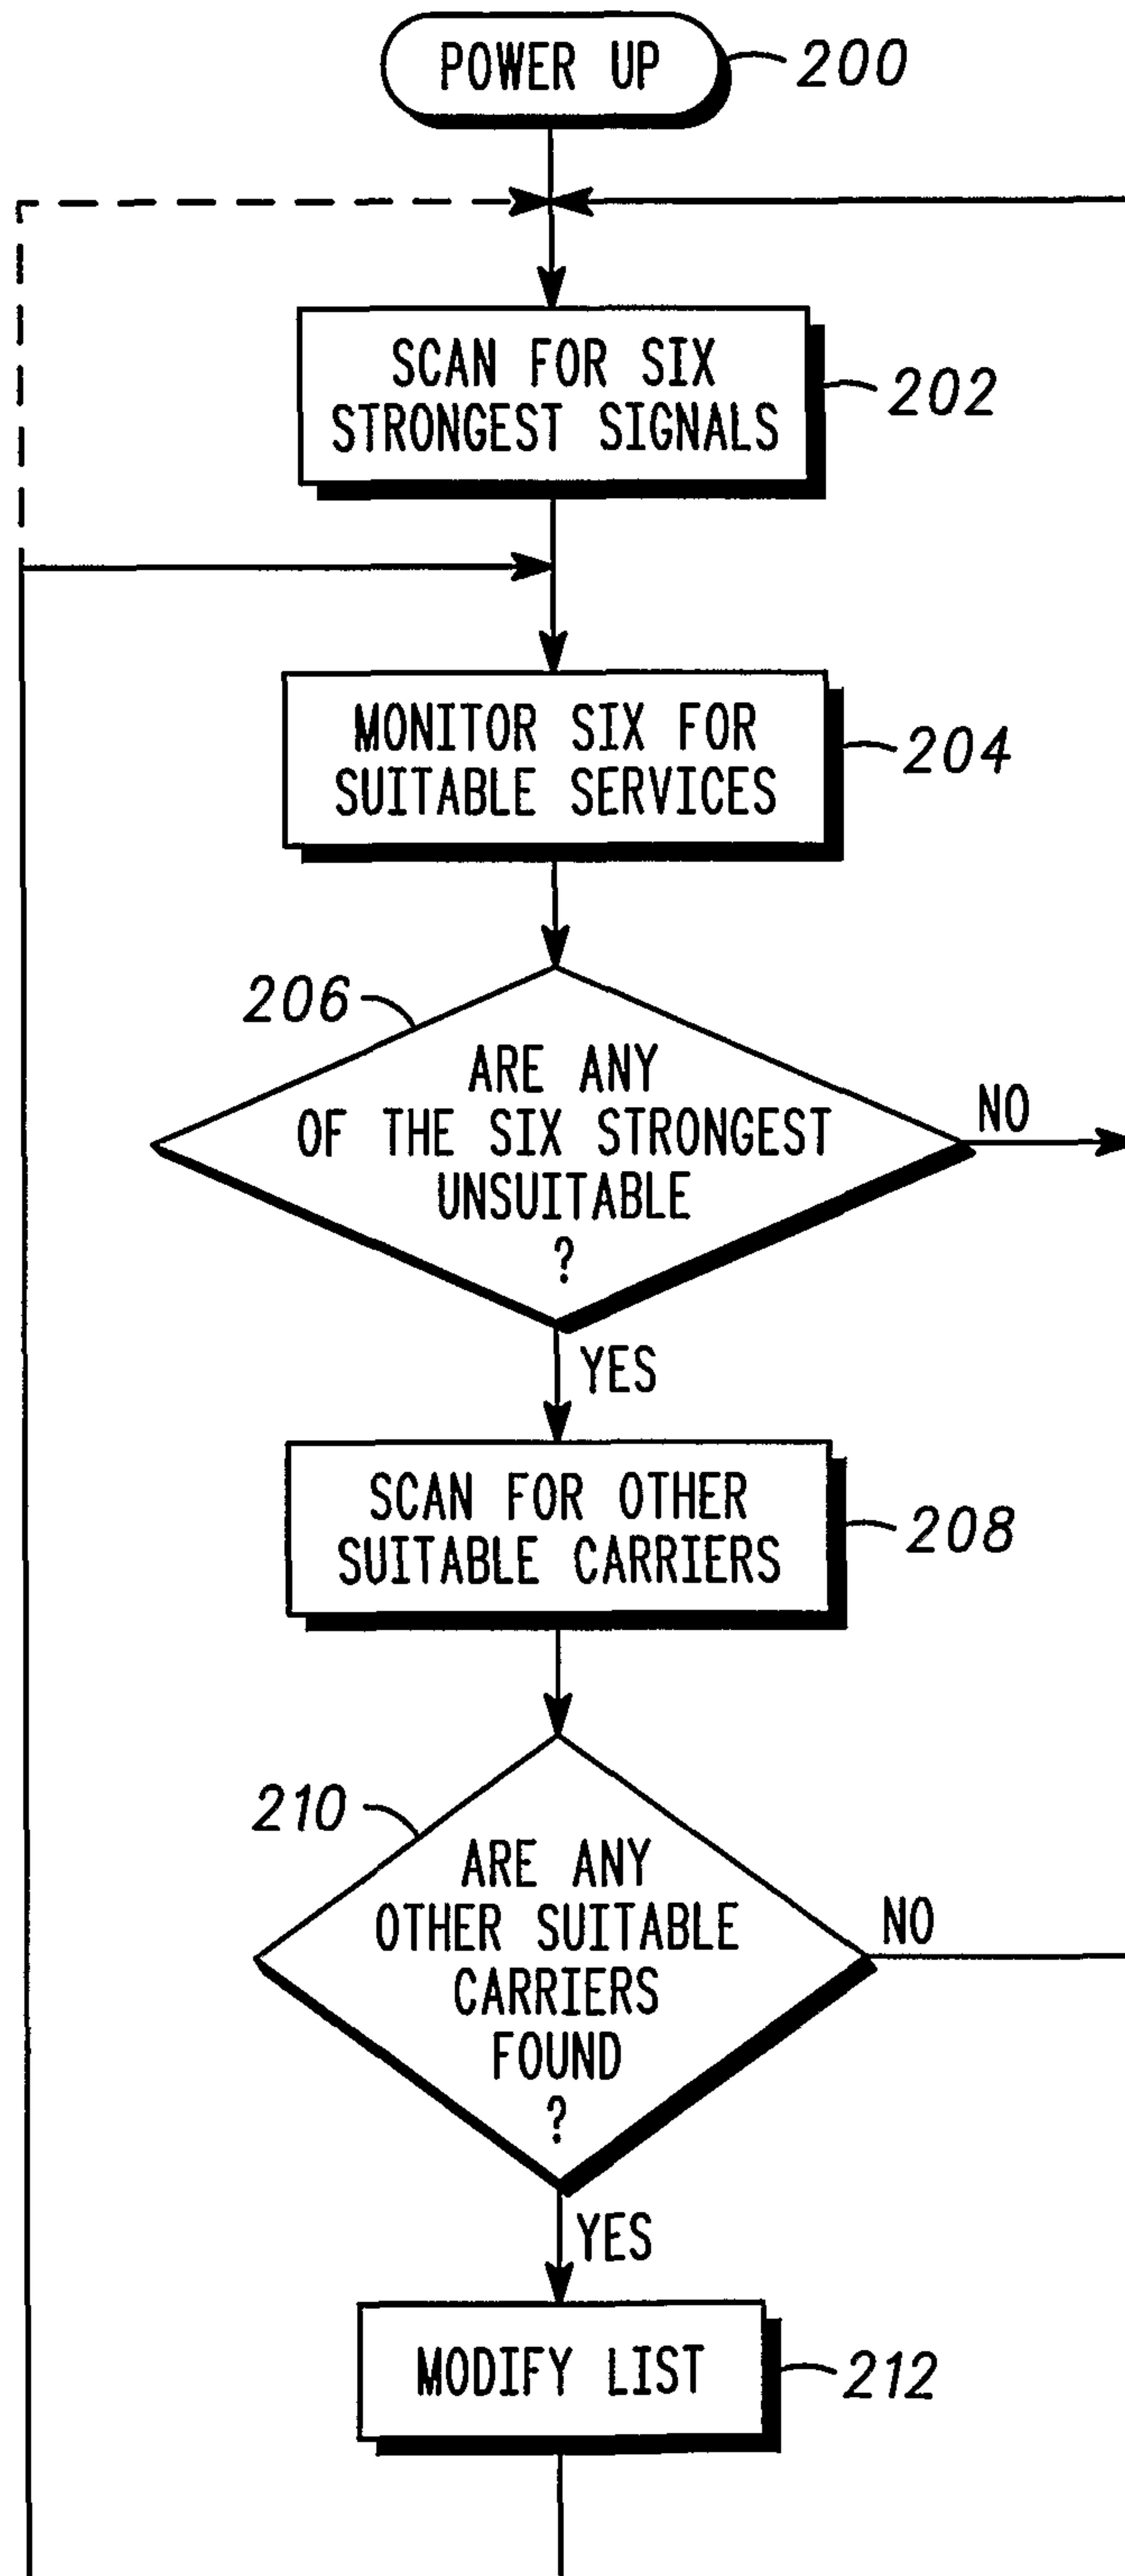 POWER UP
200
SCAN FOR SIX
STRONGEST SIGNALS
202
MONITOR SIX FOR
SUITABLE SERVICES
204
206
ARE ANY
OF THE SIX STRONGEST
UNSUITABLE
?
NO
YES
SCAN FOR OTHER
SUITABLE CARRIERS
208
210
ARE ANY
OTHER SUITABLE
CARRIERS
FOUND
?
NO
YES
MODIFY LIST
212